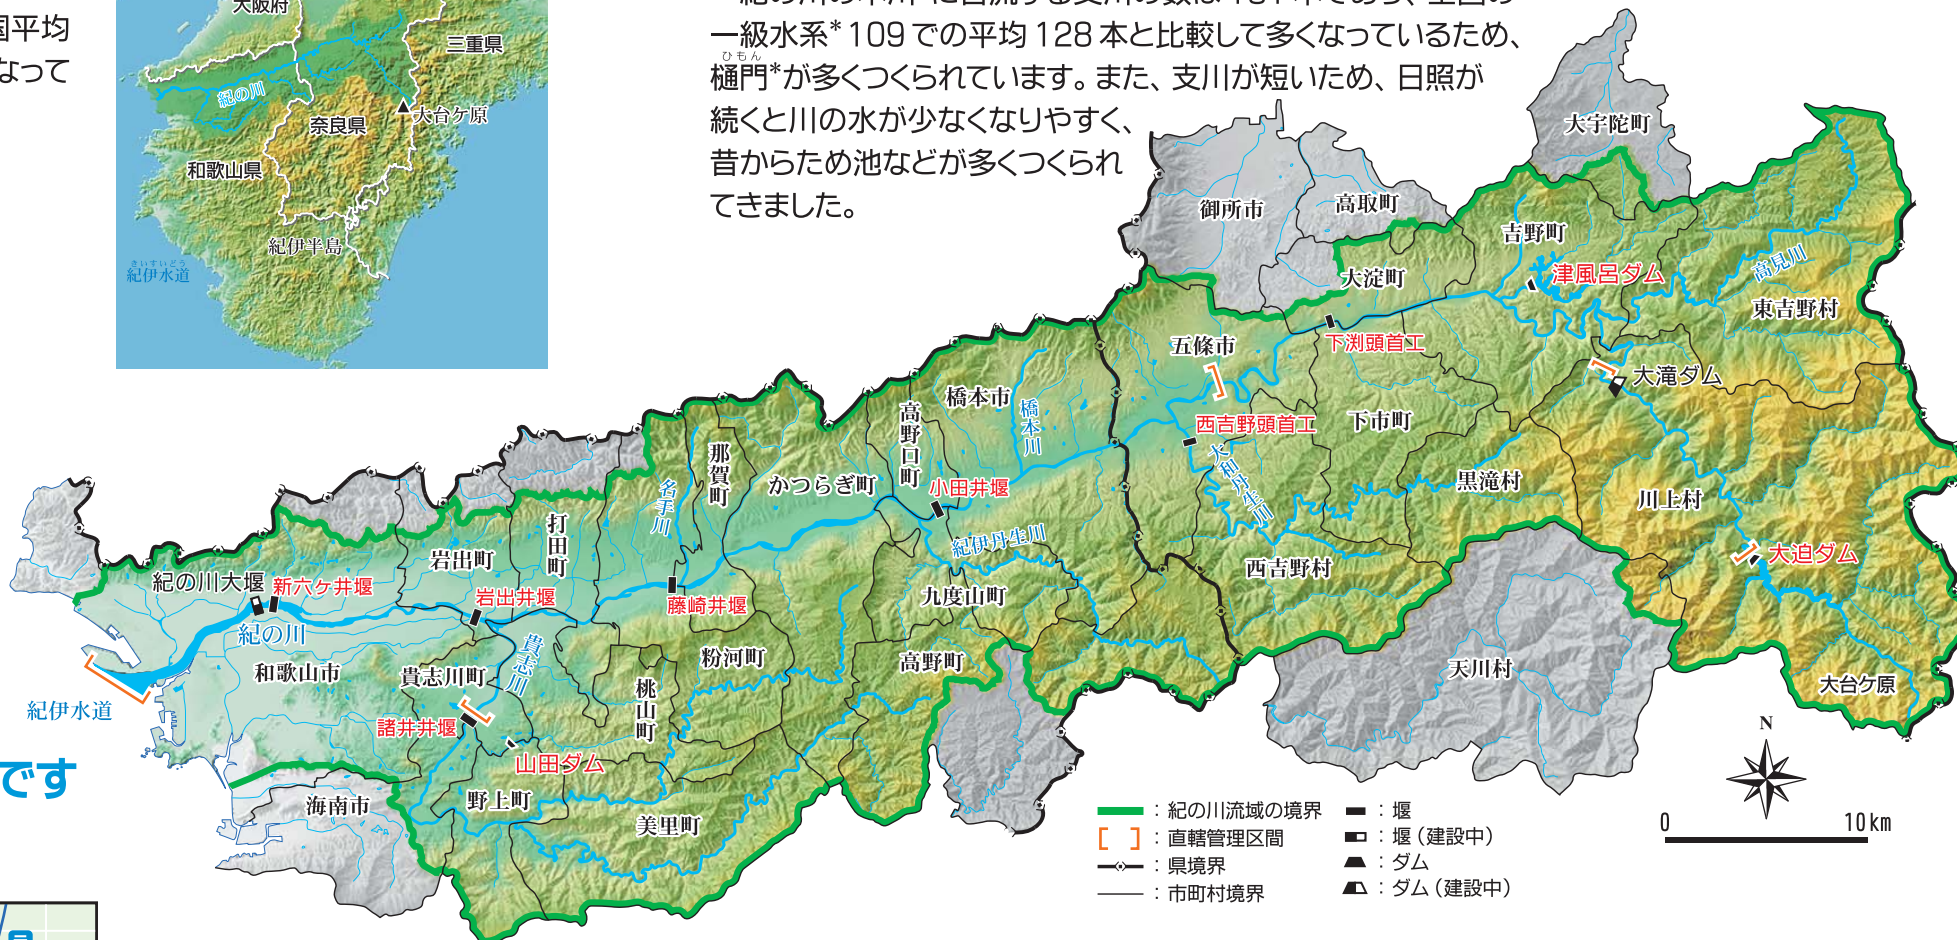 国平均
なって
大阪府
三重県
紀の川
大台ケ原
奈良県
和歌山県
紀伊半島
きいすいどう
紀伊水道
一級水系*109での平均128本と比較して多くなっているため、
ひもん
樋門*が多くつくられています。また、支川が短いため、日照が
続くと川の水が少なくなりやすく、
昔からため池などが多くつくられ
てきました。
大宇陀町
御所市
高取町
吉野町
大淀町
津風呂ダム
高見川
東吉野村
五條市
下渕頭首工
大滝ダム
橋本市
橋本川
高野口町
西吉野頭首工
下市町
大和丹生川
那賀町
かつらぎ町
小田井堰
黒滝村
川上村
名手川
打田町
岩出町
紀伊丹生川
大迫ダム
西吉野村
紀の川大堰
新六ヶ井堰
岩出井堰
藤崎井堰
九度山町
紀の川
貴志川
和歌山市
貴志川町
粉河町
高野町
天川村
桃山町
大台ケ原
紀伊水道
諸井井堰
山田ダム
です
海南市
野上町
美里町
N
0 10km
：紀の川流域の境界
：直轄管理区間
：県境界
：市町村境界
：堰
：堰（建設中）
：ダム
：ダム（建設中）